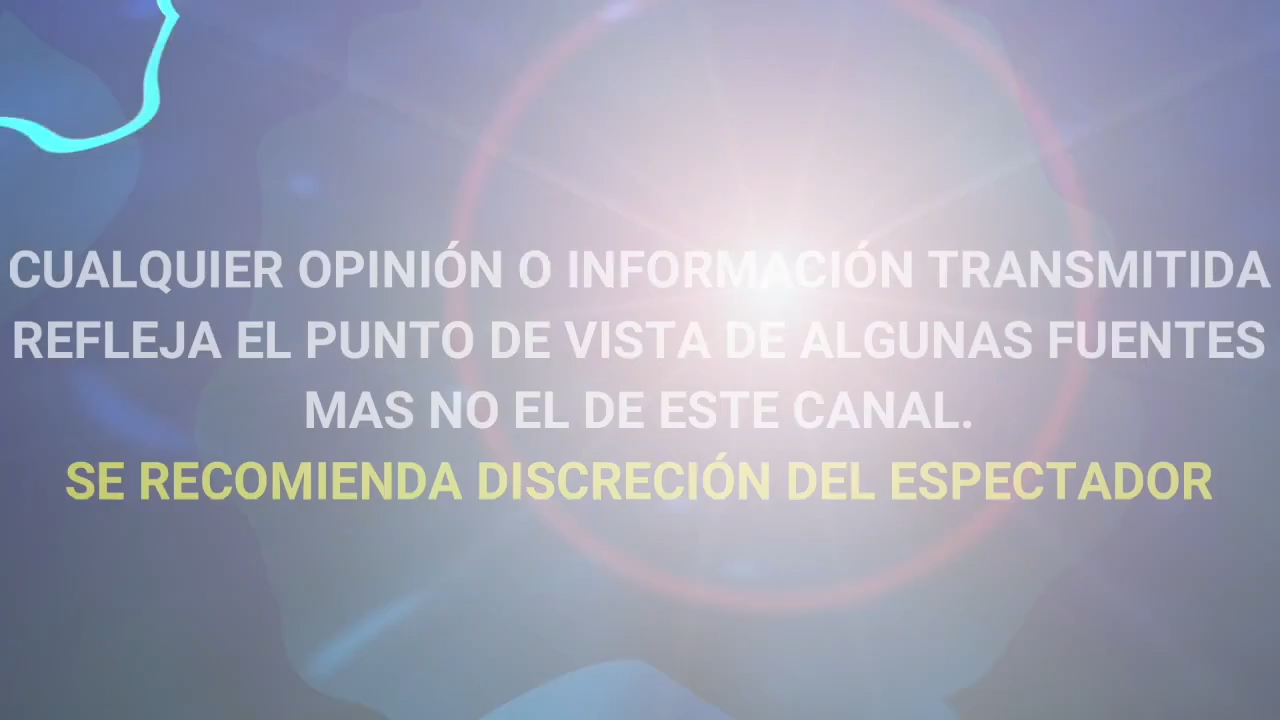 CUALQUIER OPINIÓN O INFORMACIÓN TRANSMITIDA
REFLEJA EL PUNTO DE VISTA DE ALGUNAS FUENTES
MAS NO EL DE ESTE CANAL.
SE RECOMIENDA DISCRECIÓN DEL ESPECTADOR